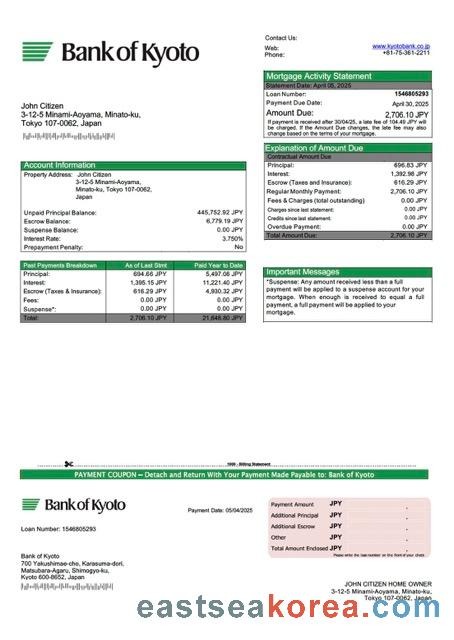 Bank of Kyoto
Contact Us:
Web: www.kyotobank.co.jp
Phone: +81-75-361-2211
Mortgage Activity Statement
Statement Date: April 05, 2025
Loan Number: 1546805293
Payment Due Date: April 30, 2025
Amount Due: 2,706.10 JPY
If payment is received after 30/04/25, a late fee of 104.49 JPY will
be charged. If the Amount Due changes, the late fee may also
change based on the terms of your mortgage.
John Citizen
3-12-5 Minami-Aoyama, Minato-ku,
Tokyo 107-0062, Japan
Explanation of Amount Due
Contractual Amount Due
Principal: 696.83 JPY
Interest: 1,392.98 JPY
Escrow (Taxes and Insurance): 616.29 JPY
Regular Monthly Payment: 2,706.10 JPY
Fees & Charges (total outstanding) 0.00 JPY
Charges since last statement: 0.00 JPY
Credits since last statement: 0.00 JPY
Overdue Payment: 0.00 JPY
Total Amount Due: 2,706.10 JPY
Account Information
Property Address: John Citizen
3-12-5 Minami-Aoyama,
Minato-ku, Tokyo 107-0062,
Japan
Unpaid Principal Balance: 445,752.92 JPY
Escrow Balance: 6,779.19 JPY
Suspense Balance: 0.00 JPY
Interest Rate: 3.750%
Prepayment Penalty: No
Past Payments Breakdown As of Last Stmt Paid Year to Date
Principal: 694.66 JPY 5,497.08 JPY
Interest: 1,395.15 JPY 11,221.40 JPY
Escrow (Taxes & Insurance): 616.29 JPY 4,930.32 JPY
Fees: 0.00 JPY 0.00 JPY
Suspense*: 0.00 JPY 0.00 JPY
Total: 2,706.10 JPY 21,648.80 JPY
Important Messages
*Suspense: Any amount received less than a full
payment will be applied to a suspense account for your
mortgage. When enough is received to equal a full
payment, a full payment will be applied to your
mortgage.
Billing Statement
PAYMENT COUPON – Detach and Return With Your Payment Made Payable to: Bank of Kyoto
Bank of Kyoto
Payment Date: 05/04/2025
Loan Number: 1546805293
Payment Amount JPY
Additional Principal JPY
Additional Escrow JPY
Other JPY
Total Amount Enclosed JPY
Please write the loan number on the front of your check
Bank of Kyoto
700 Yakushimae-cho, Karasuma-dori,
Matsubara-Agaru, Shimogyo-ku,
Kyoto 600-8652, Japan
JOHN CITIZEN HOME OWNER
3-12-5 Minami-Aoyama, Minato-ku,
Tokyo 107-0062, Japan
eastseakorea.com